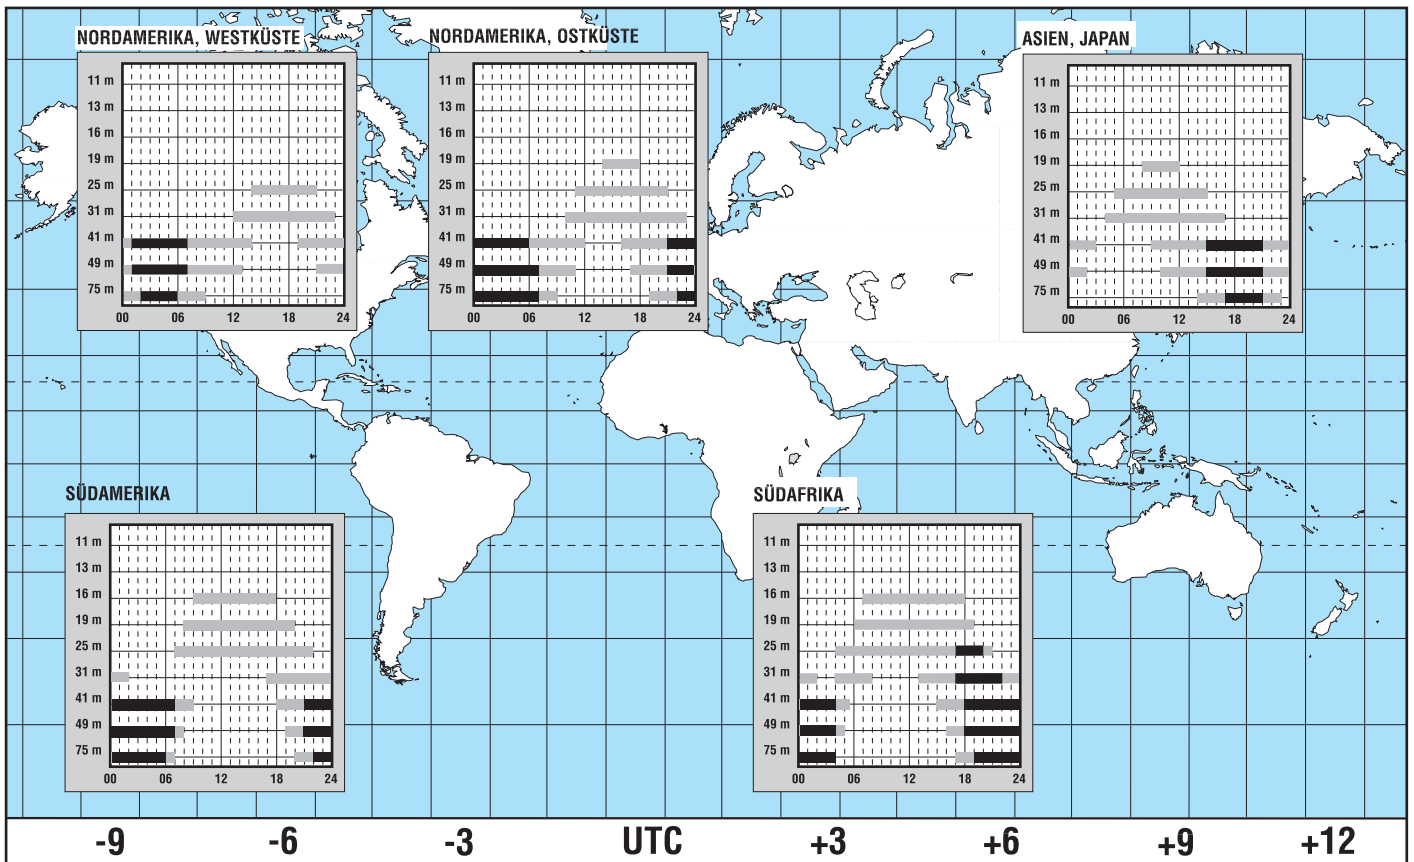 NORDAMERIKA, WESTKÜSTE
11 m
13 m
16 m
19 m
25 m
31 m
41 m
49 m
75 m
00 06 12 18 24
NORDAMERIKA, OSTKÜSTE
11 m
13 m
16 m
19 m
25 m
31 m
41 m
49 m
75 m
00 06 12 18 24
ASIEN, JAPAN
11 m
13 m
16 m
19 m
25 m
31 m
41 m
49 m
75 m
00 06 12 18 24
SÜDAMERIKA
11 m
13 m
16 m
19 m
25 m
31 m
41 m
49 m
75 m
00 06 12 18 24
SÜDAFRIKA
11 m
13 m
16 m
19 m
25 m
31 m
41 m
49 m
75 m
00 06 12 18 24
-9 -6 -3 UTC +3 +6 +9 +12